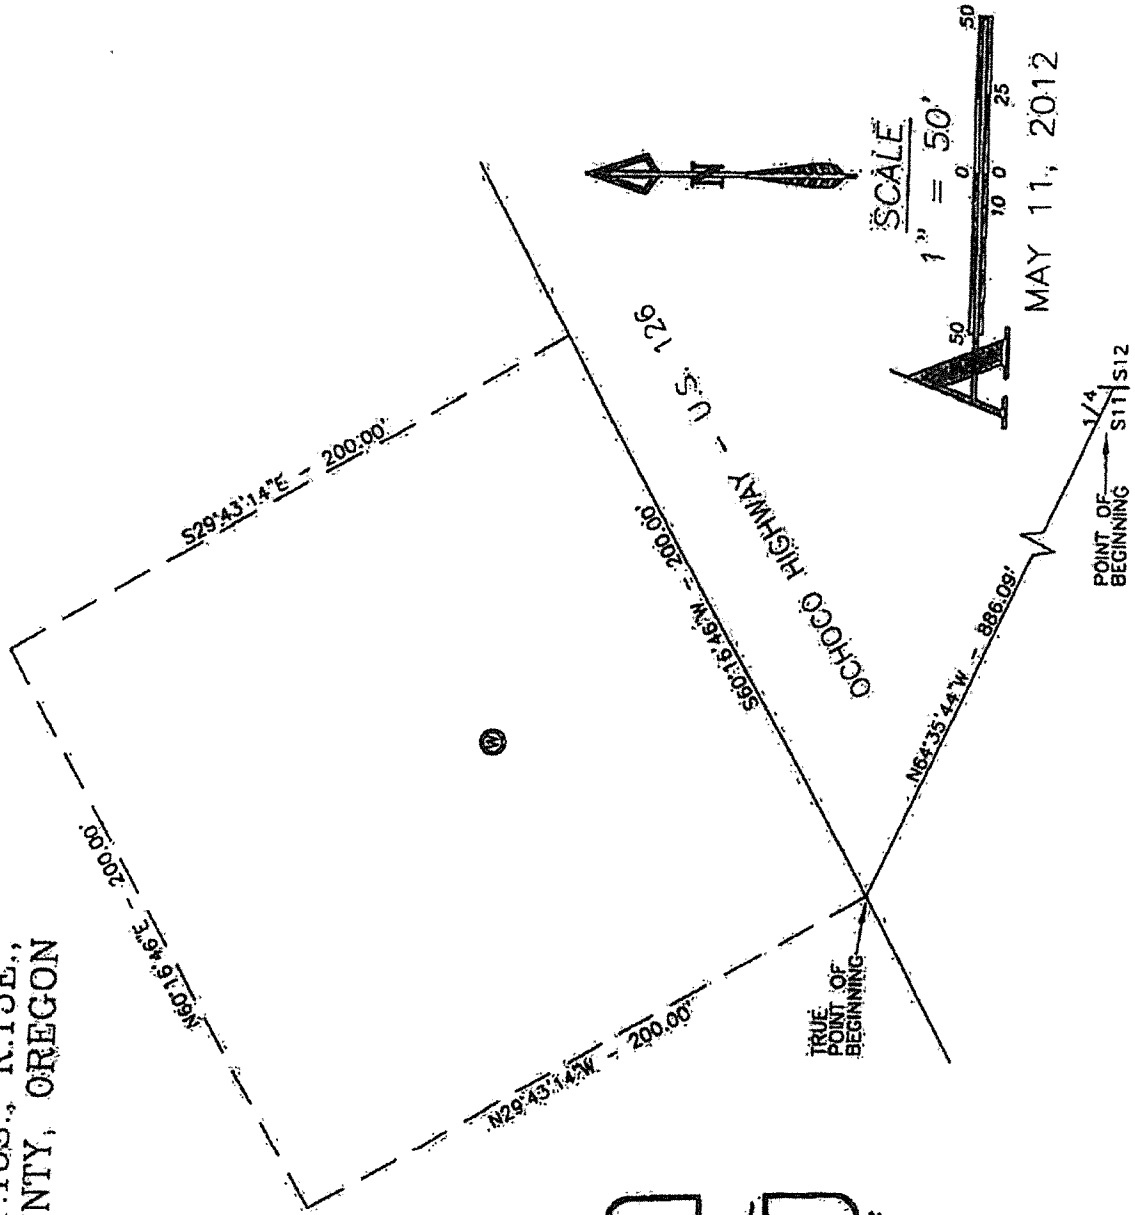 NTY, OREGON
N60°16'46"E - 200.00'
S29°43'14"E - 200.00'
N29°43'14"W - 200.00'
S60°16'46"W - 200.00'
W
OCHOCO HIGHWAY - U.S. 126
TRUE
POINT OF
BEGINNING
N64°35'44"W - 886.09'
POINT OF
BEGINNING
1/4
S11 S12
N
SCALE
1" = 50'
50 0 50
10 0 25
MAY 11, 2012